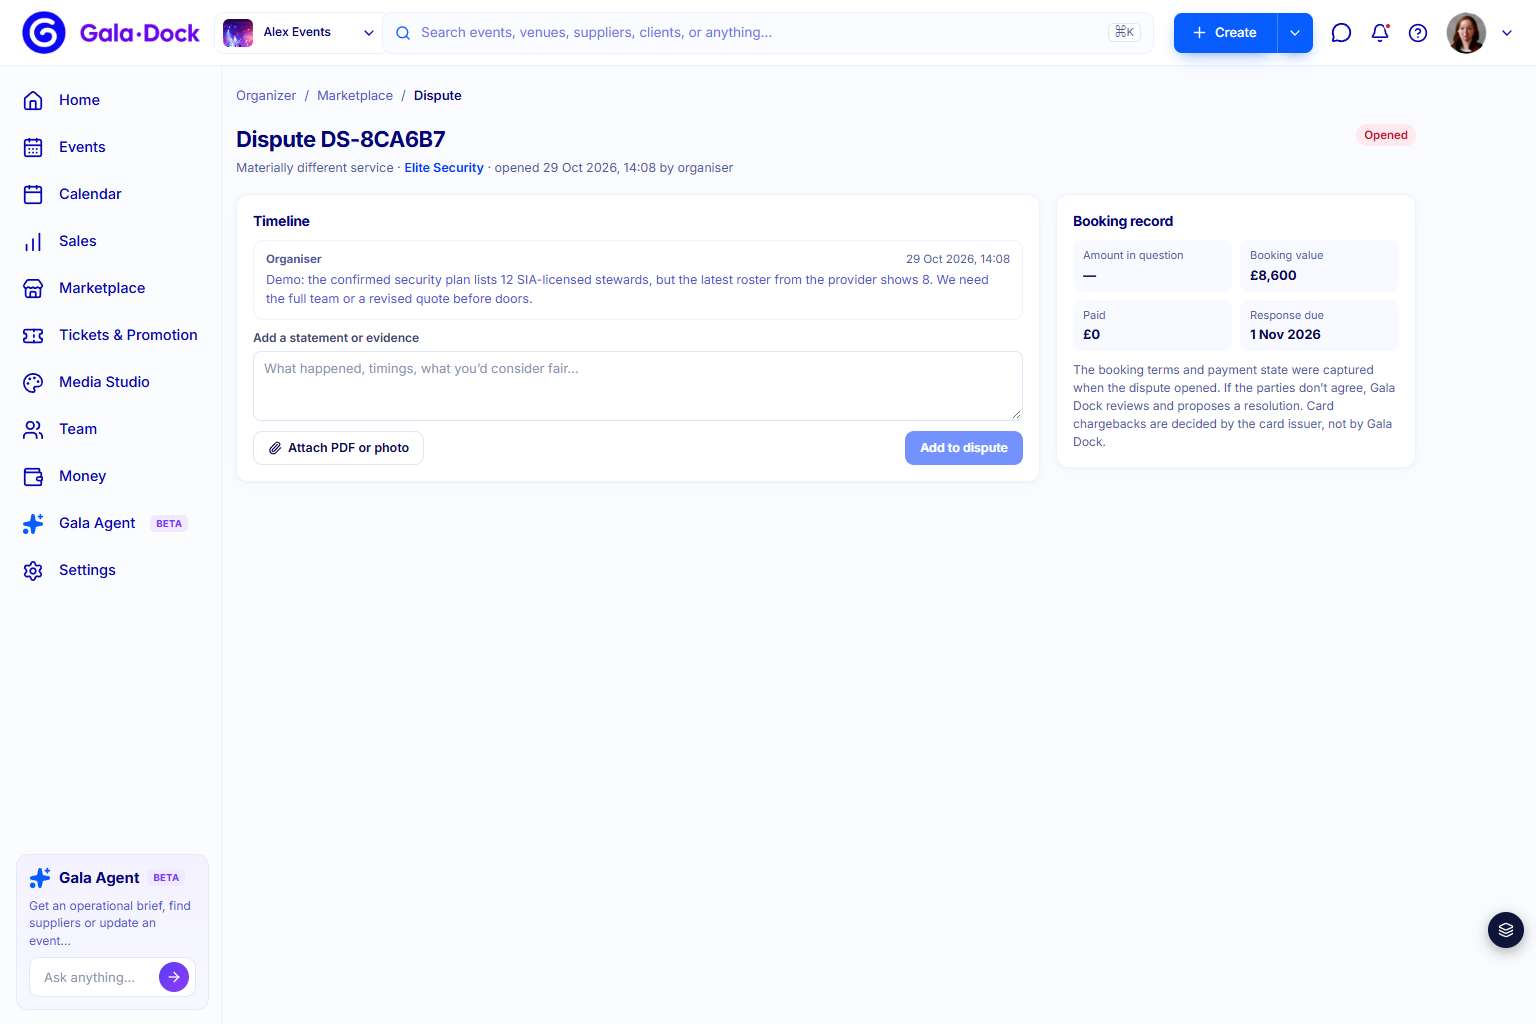 Gala·Dock
Alex Events
Search events, venues, suppliers, clients, or anything...
⌘K
Create
Home
Events
Calendar
Sales
Marketplace
Tickets & Promotion
Media Studio
Team
Money
Gala Agent BETA
Settings
Gala Agent BETA
Get an operational brief, find
suppliers or update an
event...
Ask anything...
Organizer / Marketplace / Dispute
Dispute DS-8CA6B7
Opened
Materially different service · Elite Security · opened 29 Oct 2026, 14:08 by organiser
Timeline
Organiser 29 Oct 2026, 14:08
Demo: the confirmed security plan lists 12 SIA-licensed stewards, but the latest roster from the provider shows 8. We need
the full team or a revised quote before doors.
Add a statement or evidence
What happened, timings, what you’d consider fair...
Attach PDF or photo
Add to dispute
Booking record
Amount in question
—
Booking value
£8,600
Paid
£0
Response due
1 Nov 2026
The booking terms and payment state were captured
when the dispute opened. If the parties don’t agree, Gala
Dock reviews and proposes a resolution. Card
chargebacks are decided by the card issuer, not by Gala
Dock.